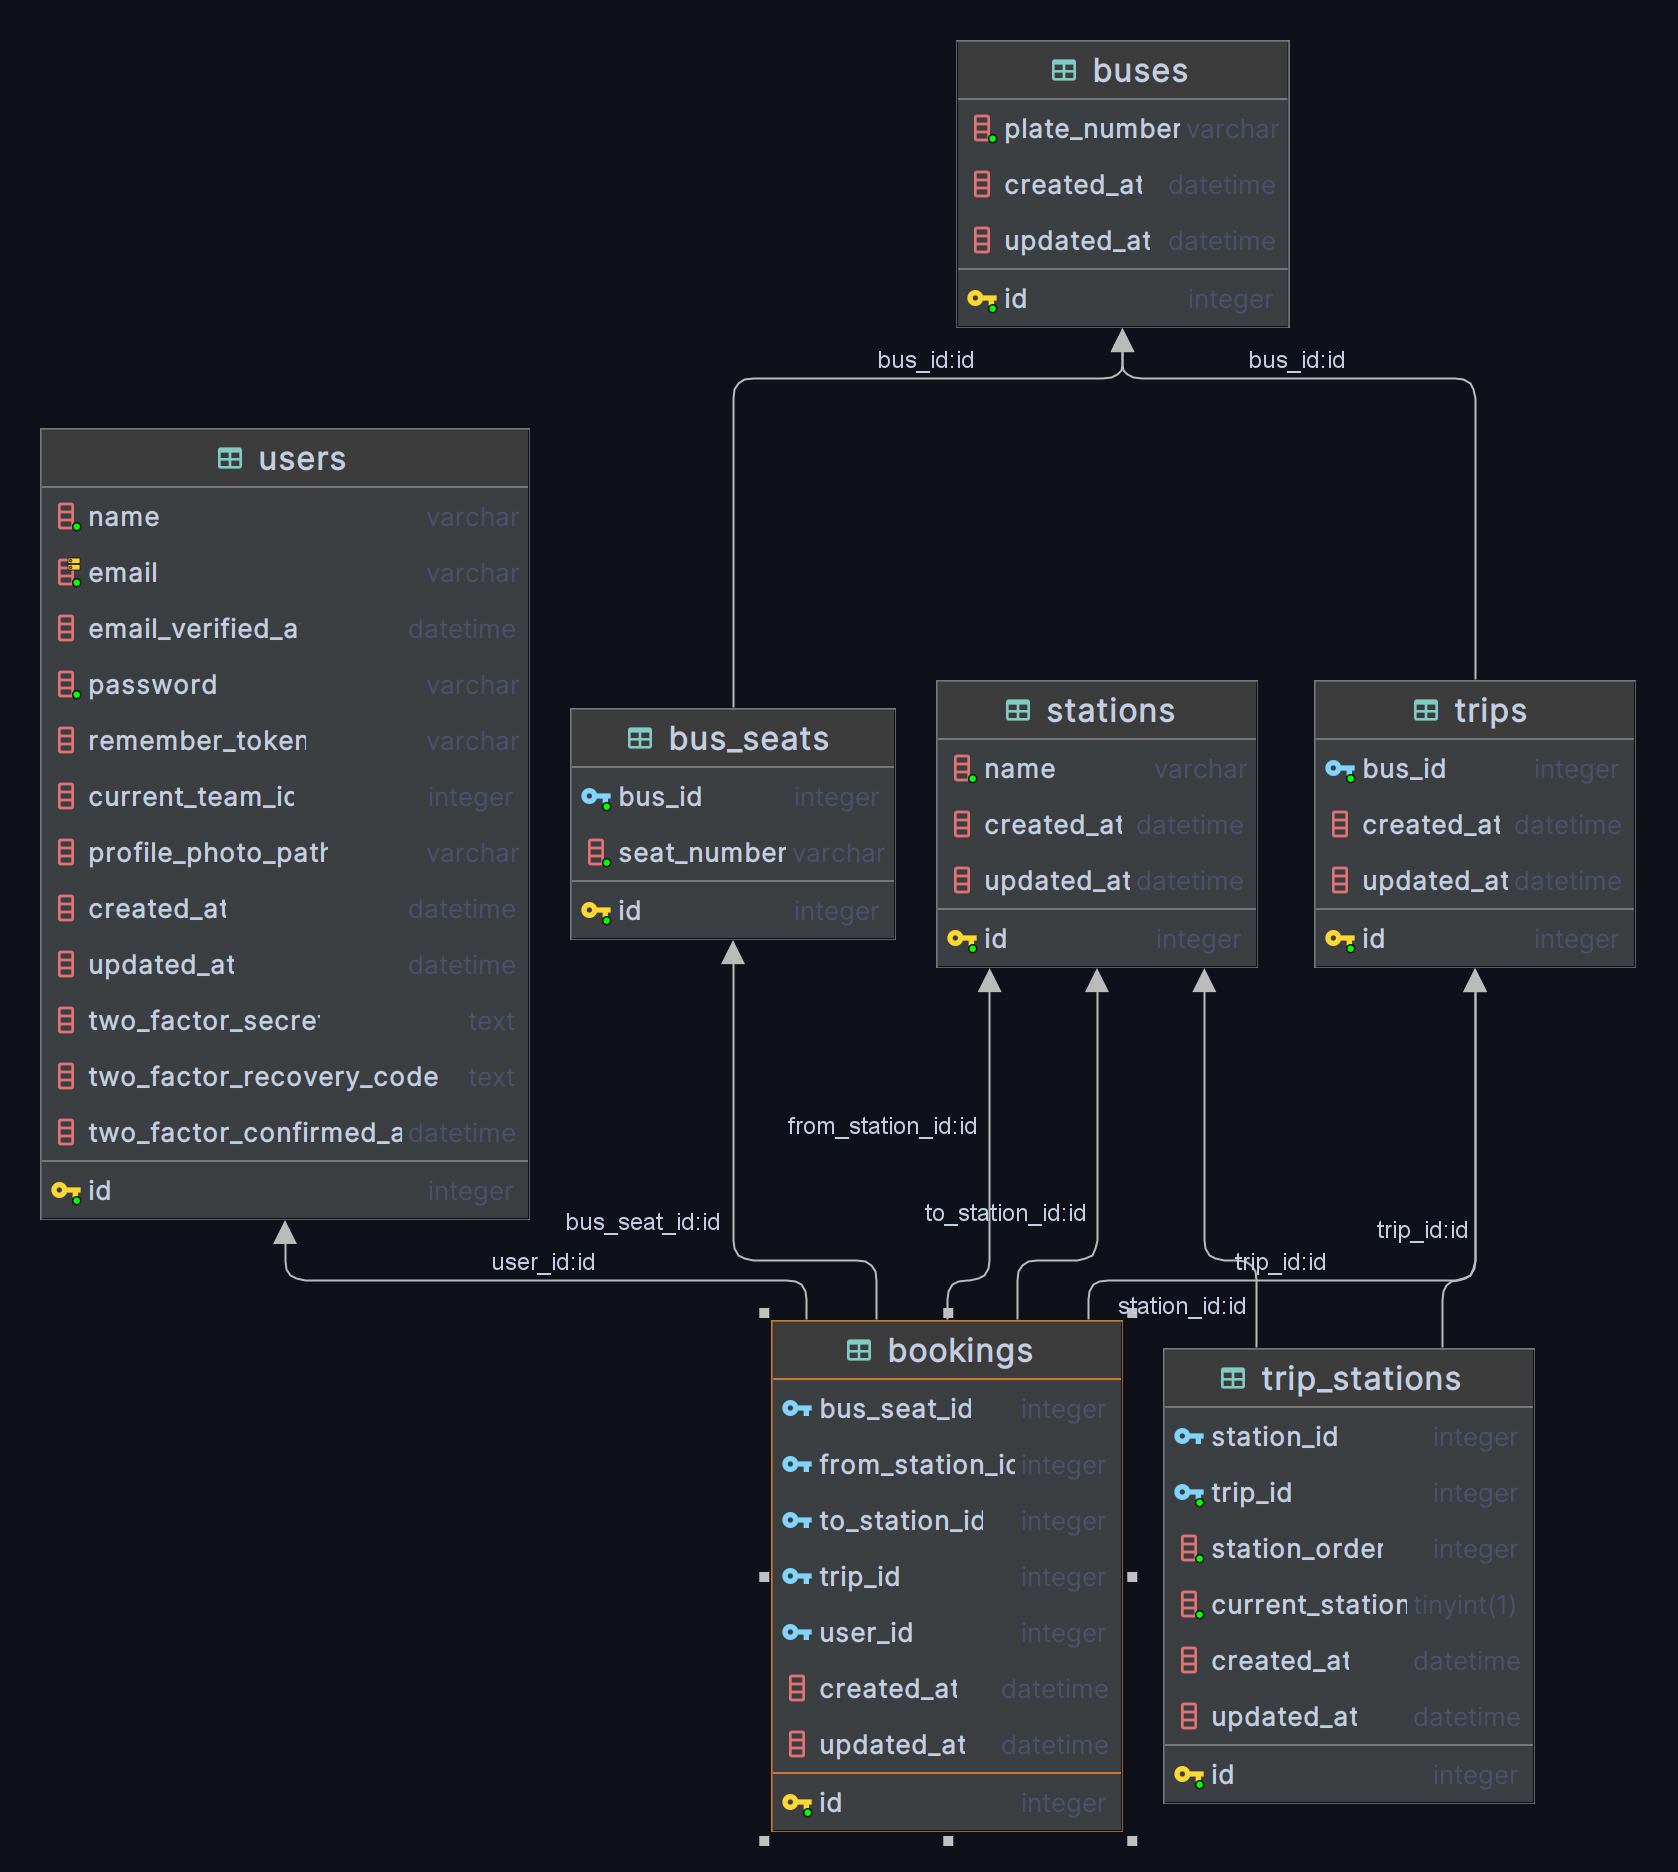 buses
plate_number varchar
created_at datetime
updated_at datetime
id integer
bus_id:id
bus_id:id
users
name varchar
email varchar
email_verified_a datetime
password varchar
remember_token varchar
current_team_id integer
profile_photo_path varchar
created_at datetime
updated_at datetime
two_factor_secret text
two_factor_recovery_code text
two_factor_confirmed_a datetime
id integer
bus_seats
bus_id integer
seat_number varchar
id integer
stations
name varchar
created_at datetime
updated_at datetime
id integer
trips
bus_id integer
created_at datetime
updated_at datetime
id integer
from_station_id:id
to_station_id:id
bus_seat_id:id
trip_id:id
user_id:id
trip_id:id
station_id:id
bookings
bus_seat_id integer
from_station_id integer
to_station_id integer
trip_id integer
user_id integer
created_at datetime
updated_at datetime
id integer
trip_stations
station_id integer
trip_id integer
station_order integer
current_station tinyint(1)
created_at datetime
updated_at datetime
id integer